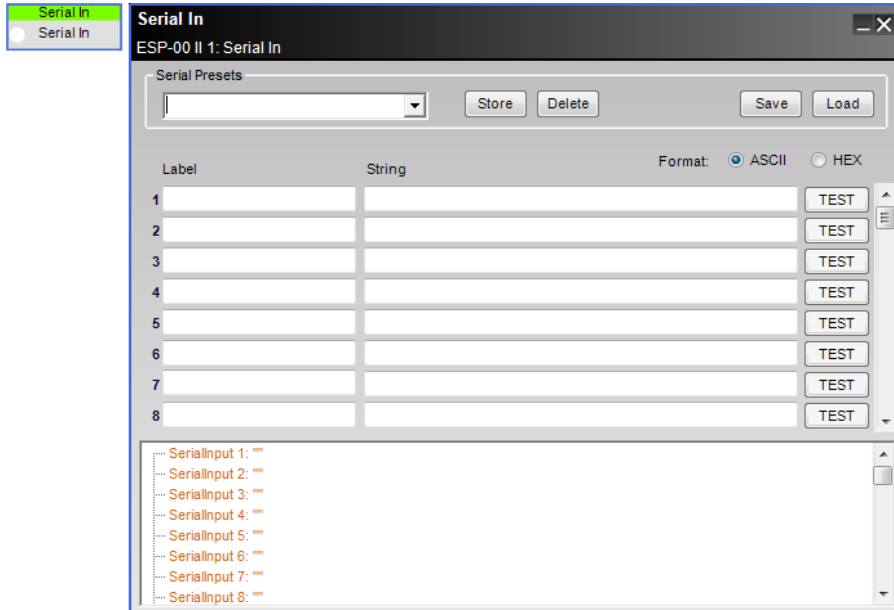 Serial In
Serial In
Serial In
ESP-00 II 1: Serial In
Serial Presets
Store Delete Save Load
Label String Format: ASCII HEX
1 TEST
2 TEST
3 TEST
4 TEST
5 TEST
6 TEST
7 TEST
8 TEST
SerialInput 1: ""
SerialInput 2: ""
SerialInput 3: ""
SerialInput 4: ""
SerialInput 5: ""
SerialInput 6: ""
SerialInput 7: ""
SerialInput 8: ""